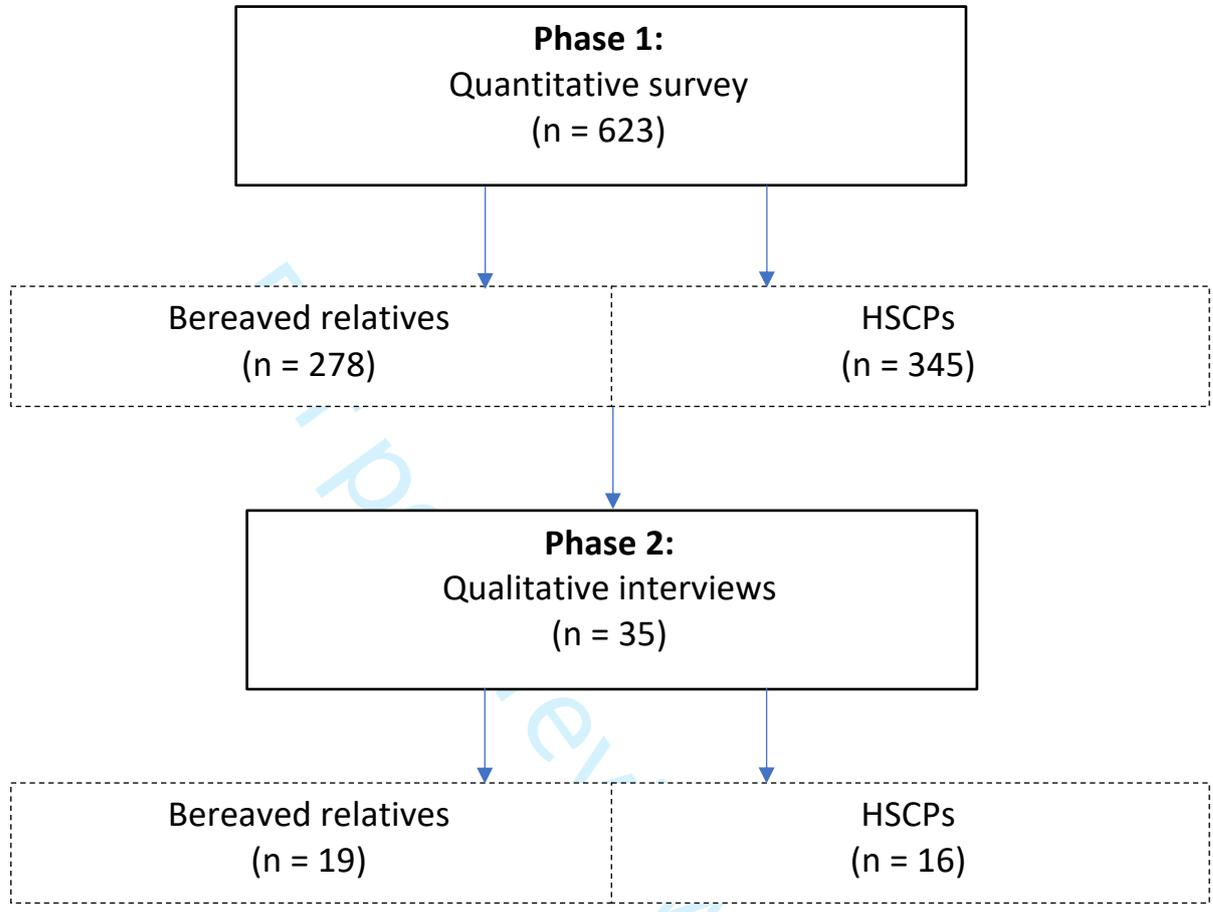 Phase 1:
Quantitative survey
(n = 623)
Bereaved relatives
(n = 278)
HSCPs
(n = 345)
Phase 2:
Qualitative interviews
(n = 35)
Bereaved relatives
(n = 19)
HSCPs
(n = 16)